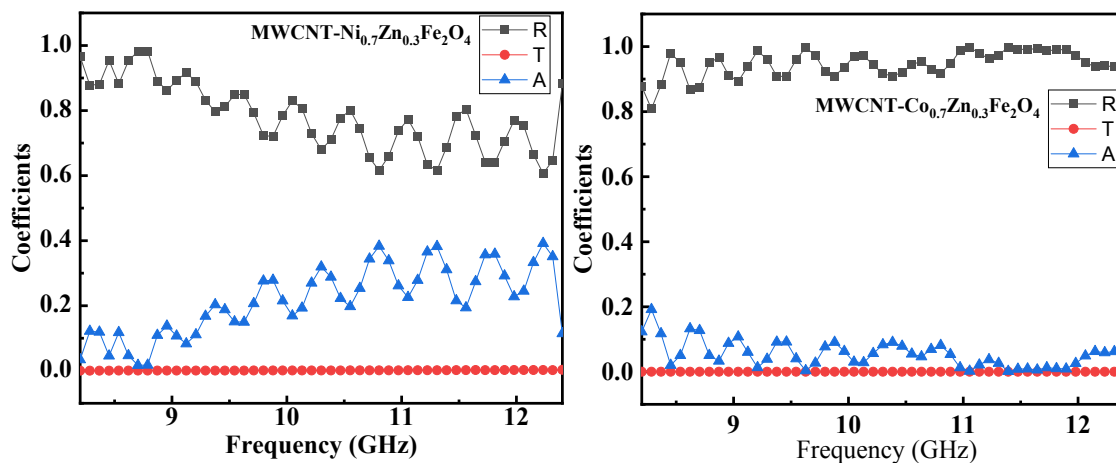 MWCNT-Ni₀.₇Zn₀.₃Fe₂O₄
R
T
A
1.0
0.8
0.6
0.4
0.2
0.0
Coefficients
9
10
11
12
Frequency (GHz)
MWCNT-Co₀.₇Zn₀.₃Fe₂O₄
R
T
A
1.0
0.8
0.6
0.4
0.2
0.0
Coefficients
9
10
11
12
Frequency (GHz)